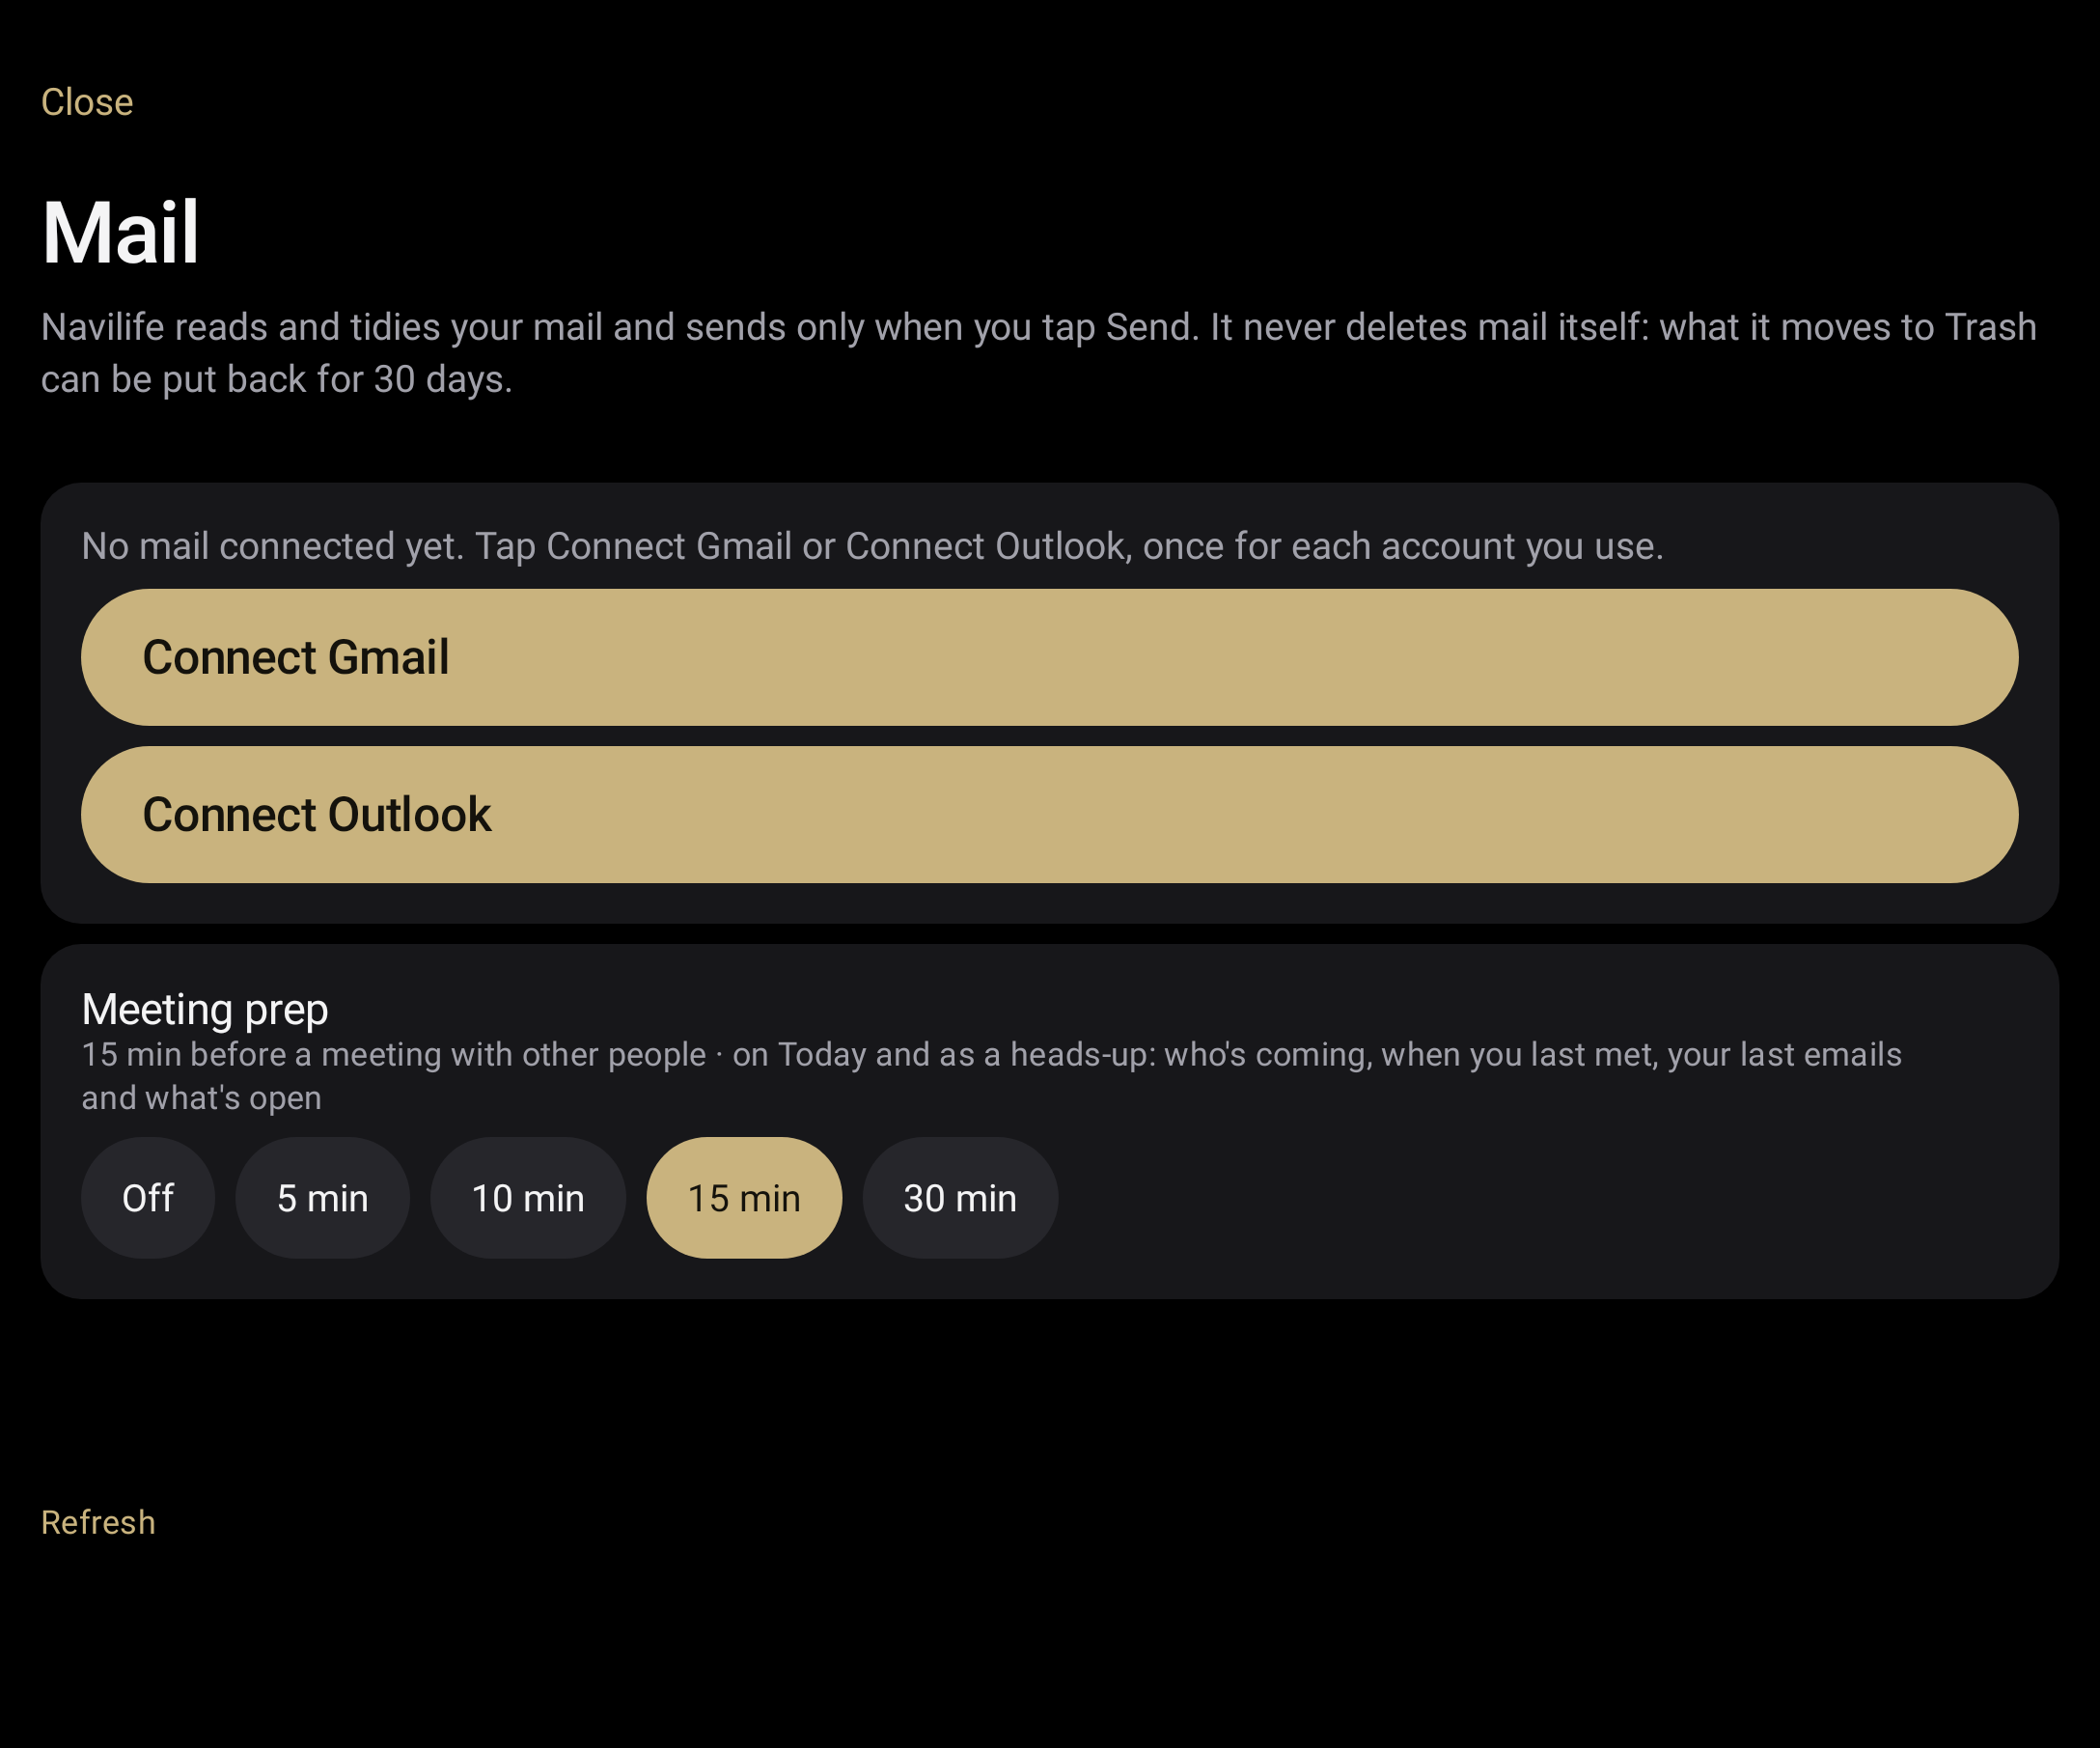 Close
Mail
Navilife reads and tidies your mail and sends only when you tap Send. It never deletes mail itself: what it moves to Trash
can be put back for 30 days.
No mail connected yet. Tap Connect Gmail or Connect Outlook, once for each account you use.
Connect Gmail
Connect Outlook
Meeting prep
15 min before a meeting with other people · on Today and as a heads-up: who's coming, when you last met, your last emails
and what's open
Off 5 min 10 min 15 min 30 min
Refresh